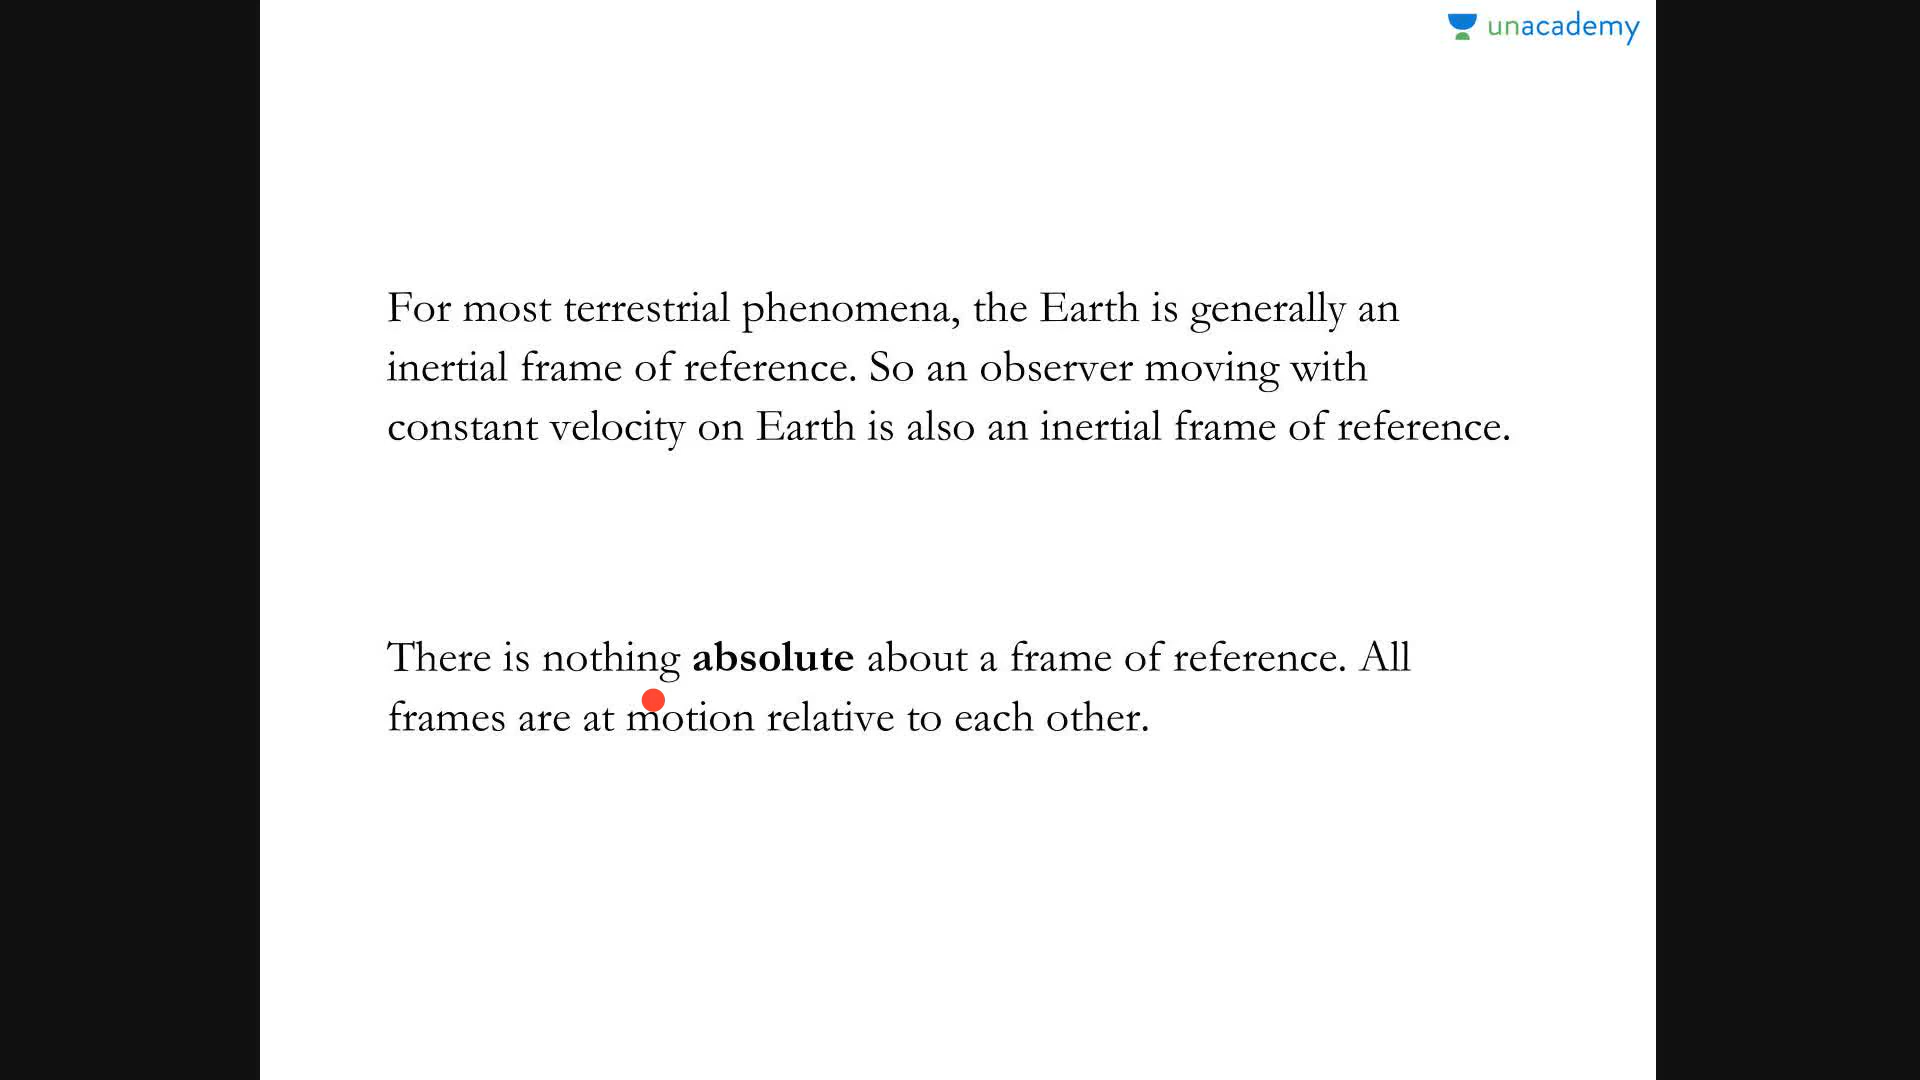 unacademy
For most terrestrial phenomena, the Earth is generally an
inertial frame of reference. So an observer moving with
constant velocity on Earth is also an inertial frame of reference.
There is nothing absolute about a frame of reference. All
frames are at motion relative to each other.